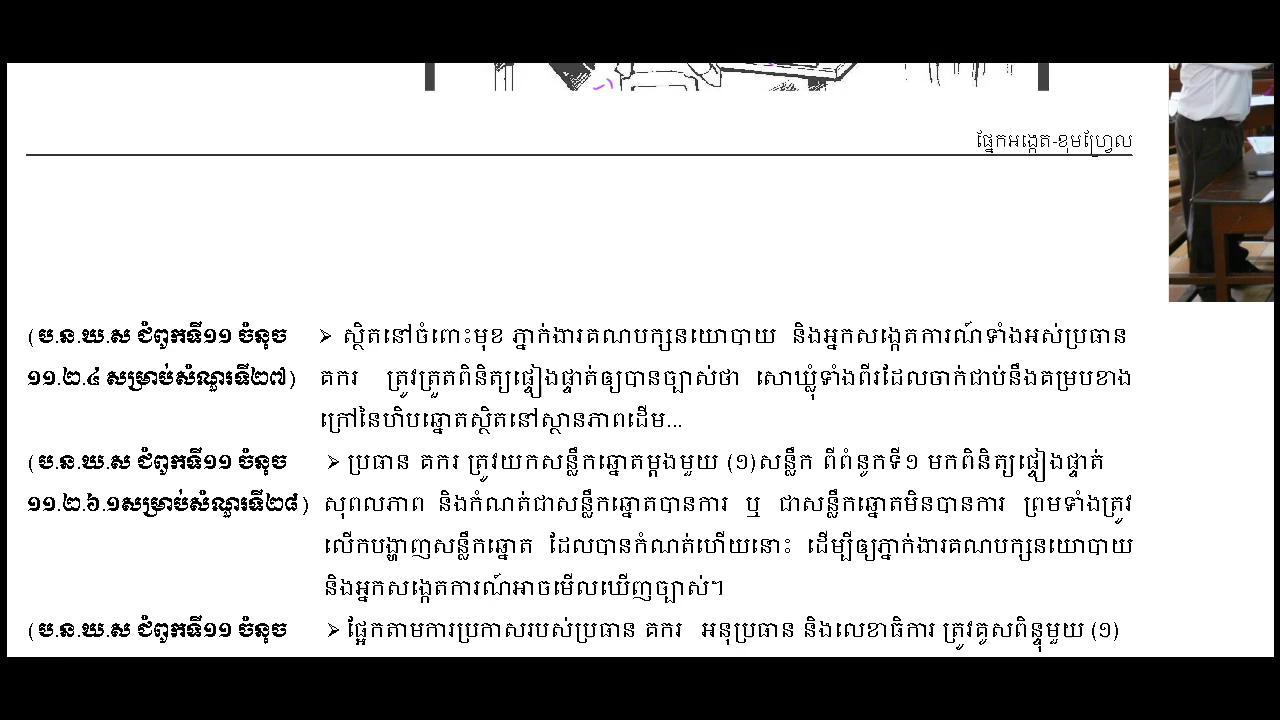 ផ្នែកអង្កេត-ខុមហ្វ្រែល
(ប.ន.ឃ.ស ជំពូកទី១១ ចំនុច
១១.២.៤ សម្រាប់សំណួរទី២៧)
➢ ស្ថិតនៅចំពោះមុខ ភ្នាក់ងារគណបក្សនយោបាយ និងអ្នកសង្កេតការណ៍ទាំងអស់ប្រធាន
គករ ត្រូវត្រួតពិនិត្យផ្ទៀងផ្ទាត់ឲ្យបានច្បាស់ថា សោឃ្លុំទាំងពីរដែលចាក់ជាប់នឹងគម្របខាង
ក្រៅនៃហិបឆ្នោតស្ថិតនៅស្ថានភាពដើម...
(ប.ន.ឃ.ស ជំពូកទី១១ ចំនុច
១១.២.៦.១សម្រាប់សំណួរទី២៨)
➢ ប្រធាន គករ ត្រូវយកសន្លឹកឆ្នោតម្ដងមួយ (១)សន្លឹក ពីពំនូកទី១ មកពិនិត្យផ្ទៀងផ្ទាត់
សុពលភាព និងកំណត់ជាសន្លឹកឆ្នោតបានការ ឬ ជាសន្លឹកឆ្នោតមិនបានការ ព្រមទាំងត្រូវ
លើកបង្ហាញសន្លឹកឆ្នោត ដែលបានកំណត់ហើយនោះ ដើម្បីឲ្យភ្នាក់ងារគណបក្សនយោបាយ
និងអ្នកសង្កេតការណ៍អាចមើលឃើញច្បាស់។
(ប.ន.ឃ.ស ជំពូកទី១១ ចំនុច
➢ ផ្អែកតាមការប្រកាសរបស់ប្រធាន គករ អនុប្រធាន និងលេខាធិការ ត្រូវគូសពិន្ទុមួយ (១)